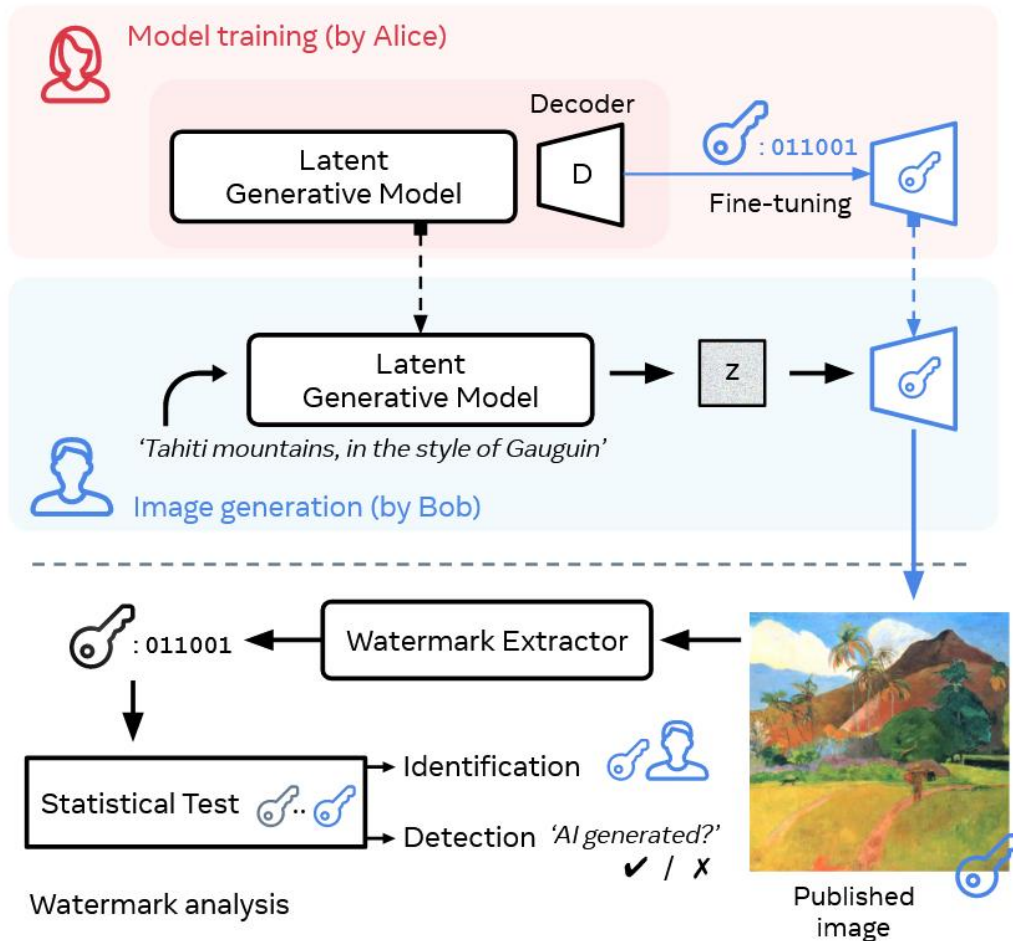 Model training (by Alice)
Decoder
Latent
Generative Model
D
: 011001
Fine-tuning
Latent
Generative Model
z
‘Tahiti mountains, in the style of Gauguin’
Image generation (by Bob)
: 011001
Watermark Extractor
Statistical Test
..
Identification
Detection
‘AI generated?’
✔ / ✗
Watermark analysis
Published
image